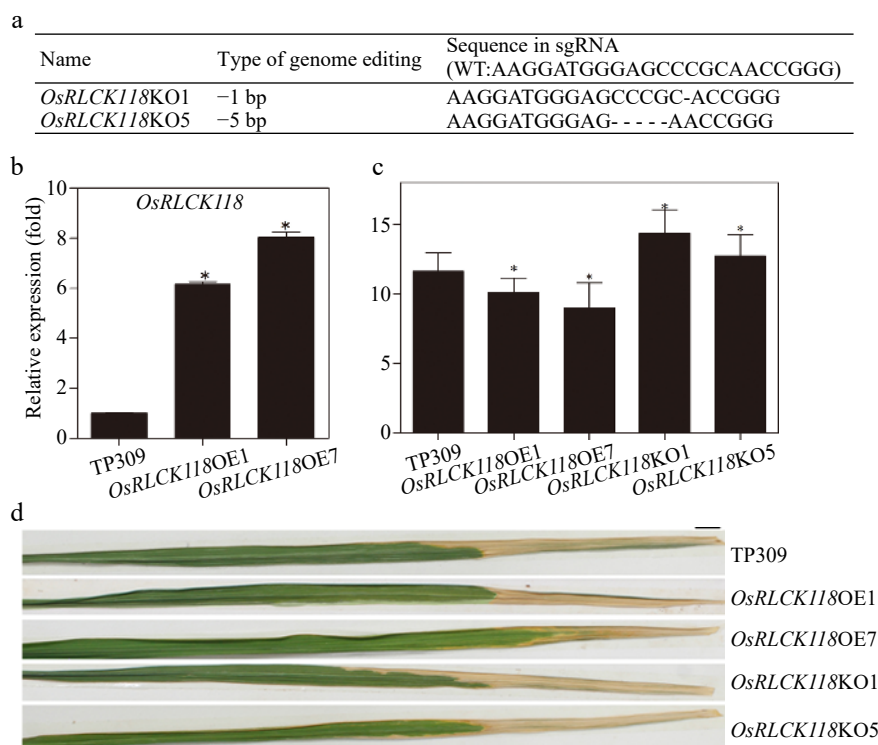 a
Name Type of genome editing Sequence in sgRNA
(WT:AAGGATGGGAGCCCGCAACCGGG)
OsRLCK118KO1 −1 bp AAGGATGGGAGCCCGC-ACCGGG
OsRLCK118KO5 −5 bp AAGGATGGGAG- - - - -AACCGGG
b
OsRLCK118
Relative expression (fold)
10
8
6
4
2
0
*
*
TP309
OsRLCK118OE1
OsRLCK118OE7
c
15
10
5
0
*
*
*
*
TP309
OsRLCK118OE1
OsRLCK118OE7
OsRLCK118KO1
OsRLCK118KO5
d
TP309
OsRLCK118OE1
OsRLCK118OE7
OsRLCK118KO1
OsRLCK118KO5